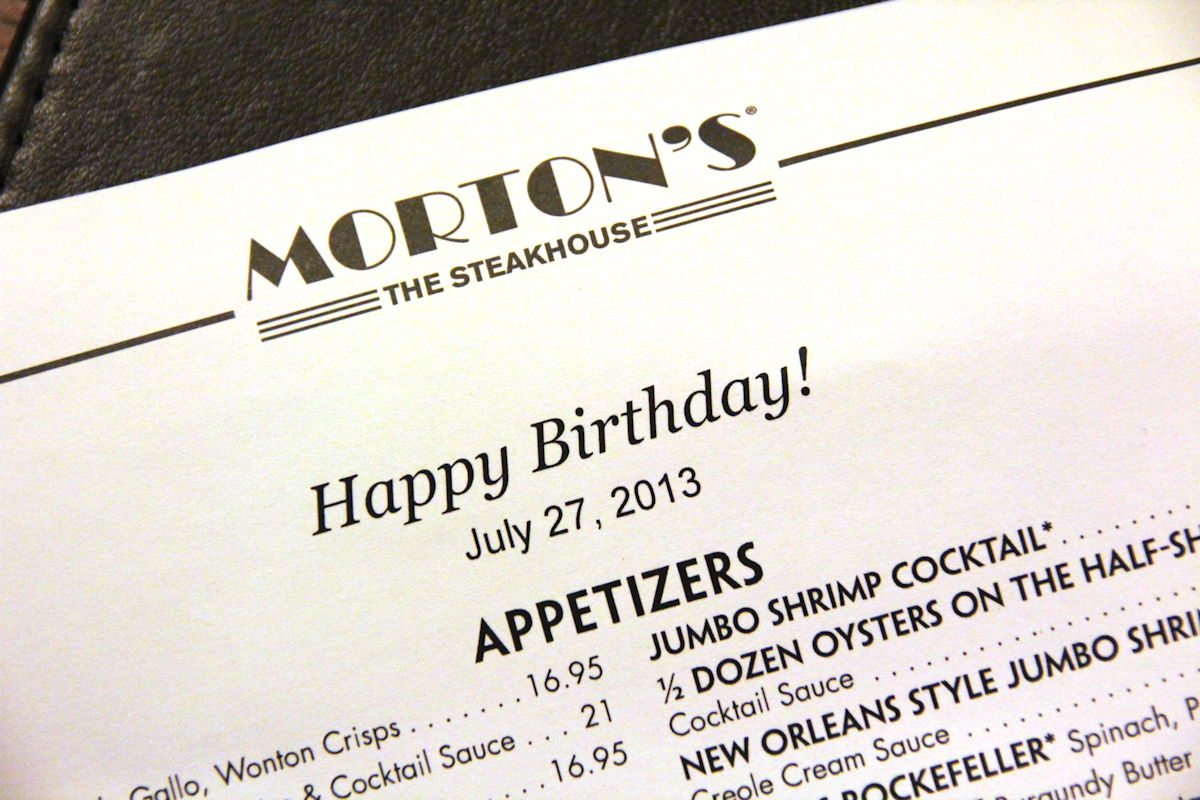 MORTON'S®
THE STEAKHOUSE
Happy Birthday!
July 27, 2013
APPETIZERS
16.95
Gallo, Wonton Crisps . . . . . . .
& Cocktail Sauce . . . 21
. . . . 16.95
JUMBO SHRIMP COCKTAIL* . . . . . . . .
½ DOZEN OYSTERS ON THE HALF-SH
Cocktail Sauce . . . . . . . . . . . . . . . .
NEW ORLEANS STYLE JUMBO SHRI
Creole Cream Sauce . . . . . . . . . . .
ROCKEFELLER* Spinach, P
Burgundy Butter